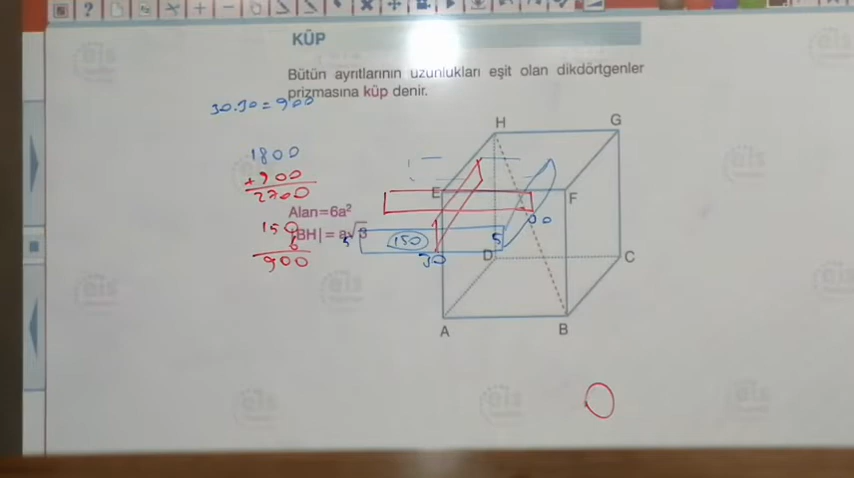 KÜP
Bütün ayrıtlarının uzunlukları eşit olan dikdörtgenler
prizmasına küp denir.
30.30=900
1800
+900
2700
Alan=6a²
|BH|= a√3
150
6
900
H
G
E
F
D
C
A
B
5
150
5
30
00